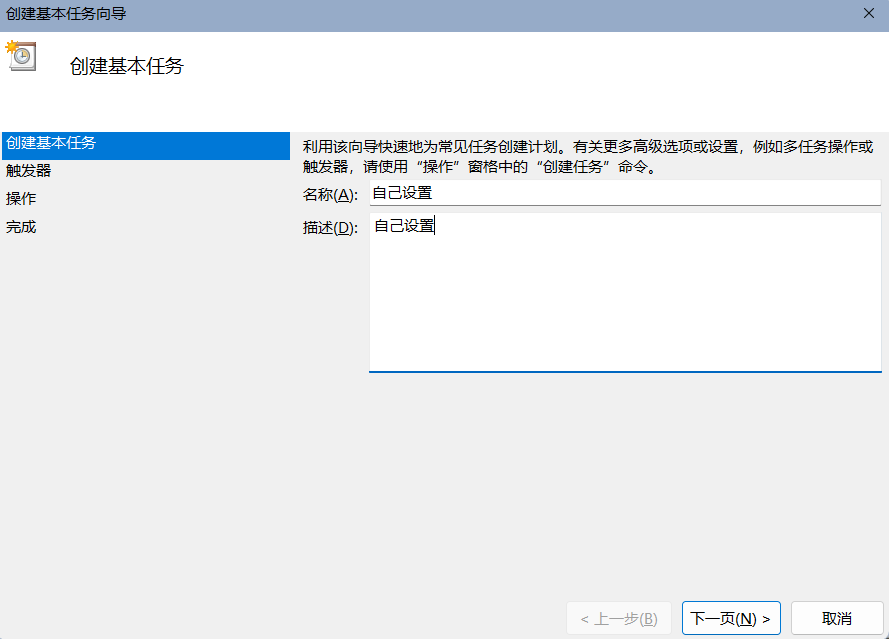 创建基本任务向导
创建基本任务
创建基本任务
触发器
操作
完成
利用该向导快速地为常见任务创建计划。有关更多高级选项或设置，例如多任务操作或
触发器，请使用“操作”窗格中的“创建任务”命令。
名称(A): 自己设置
描述(D): 自己设置
< 上一步(B) 下一页(N) > 取消